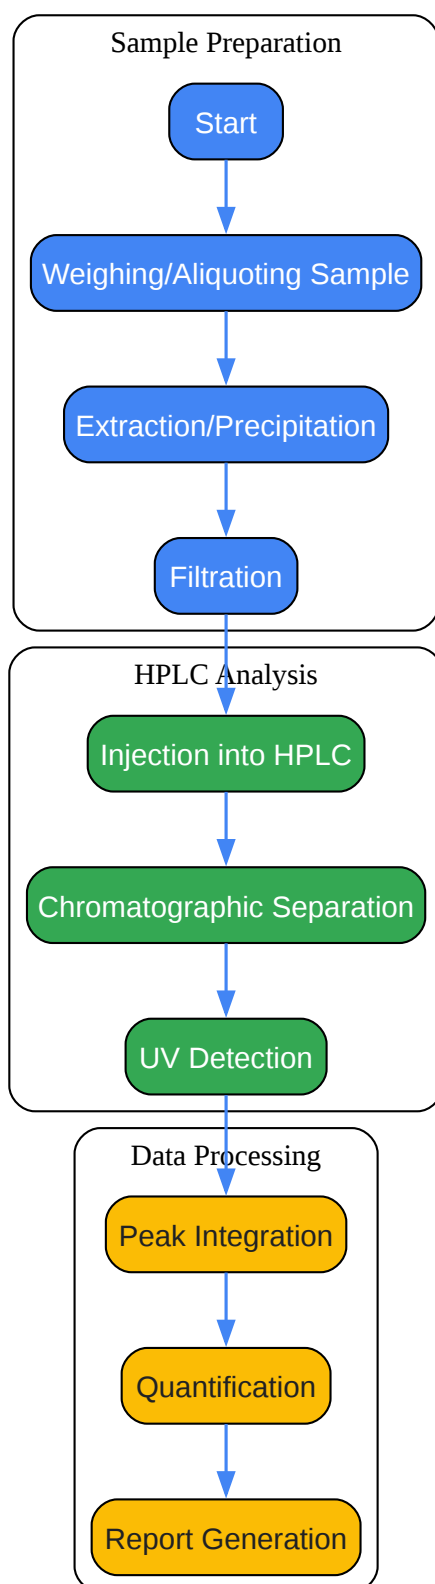 Sample Preparation
Start
Weighing/Aliquoting Sample
Extraction/Precipitation
Filtration
HPLC Analysis
Injection into HPLC
Chromatographic Separation
UV Detection
Data Processing
Peak Integration
Quantification
Report Generation